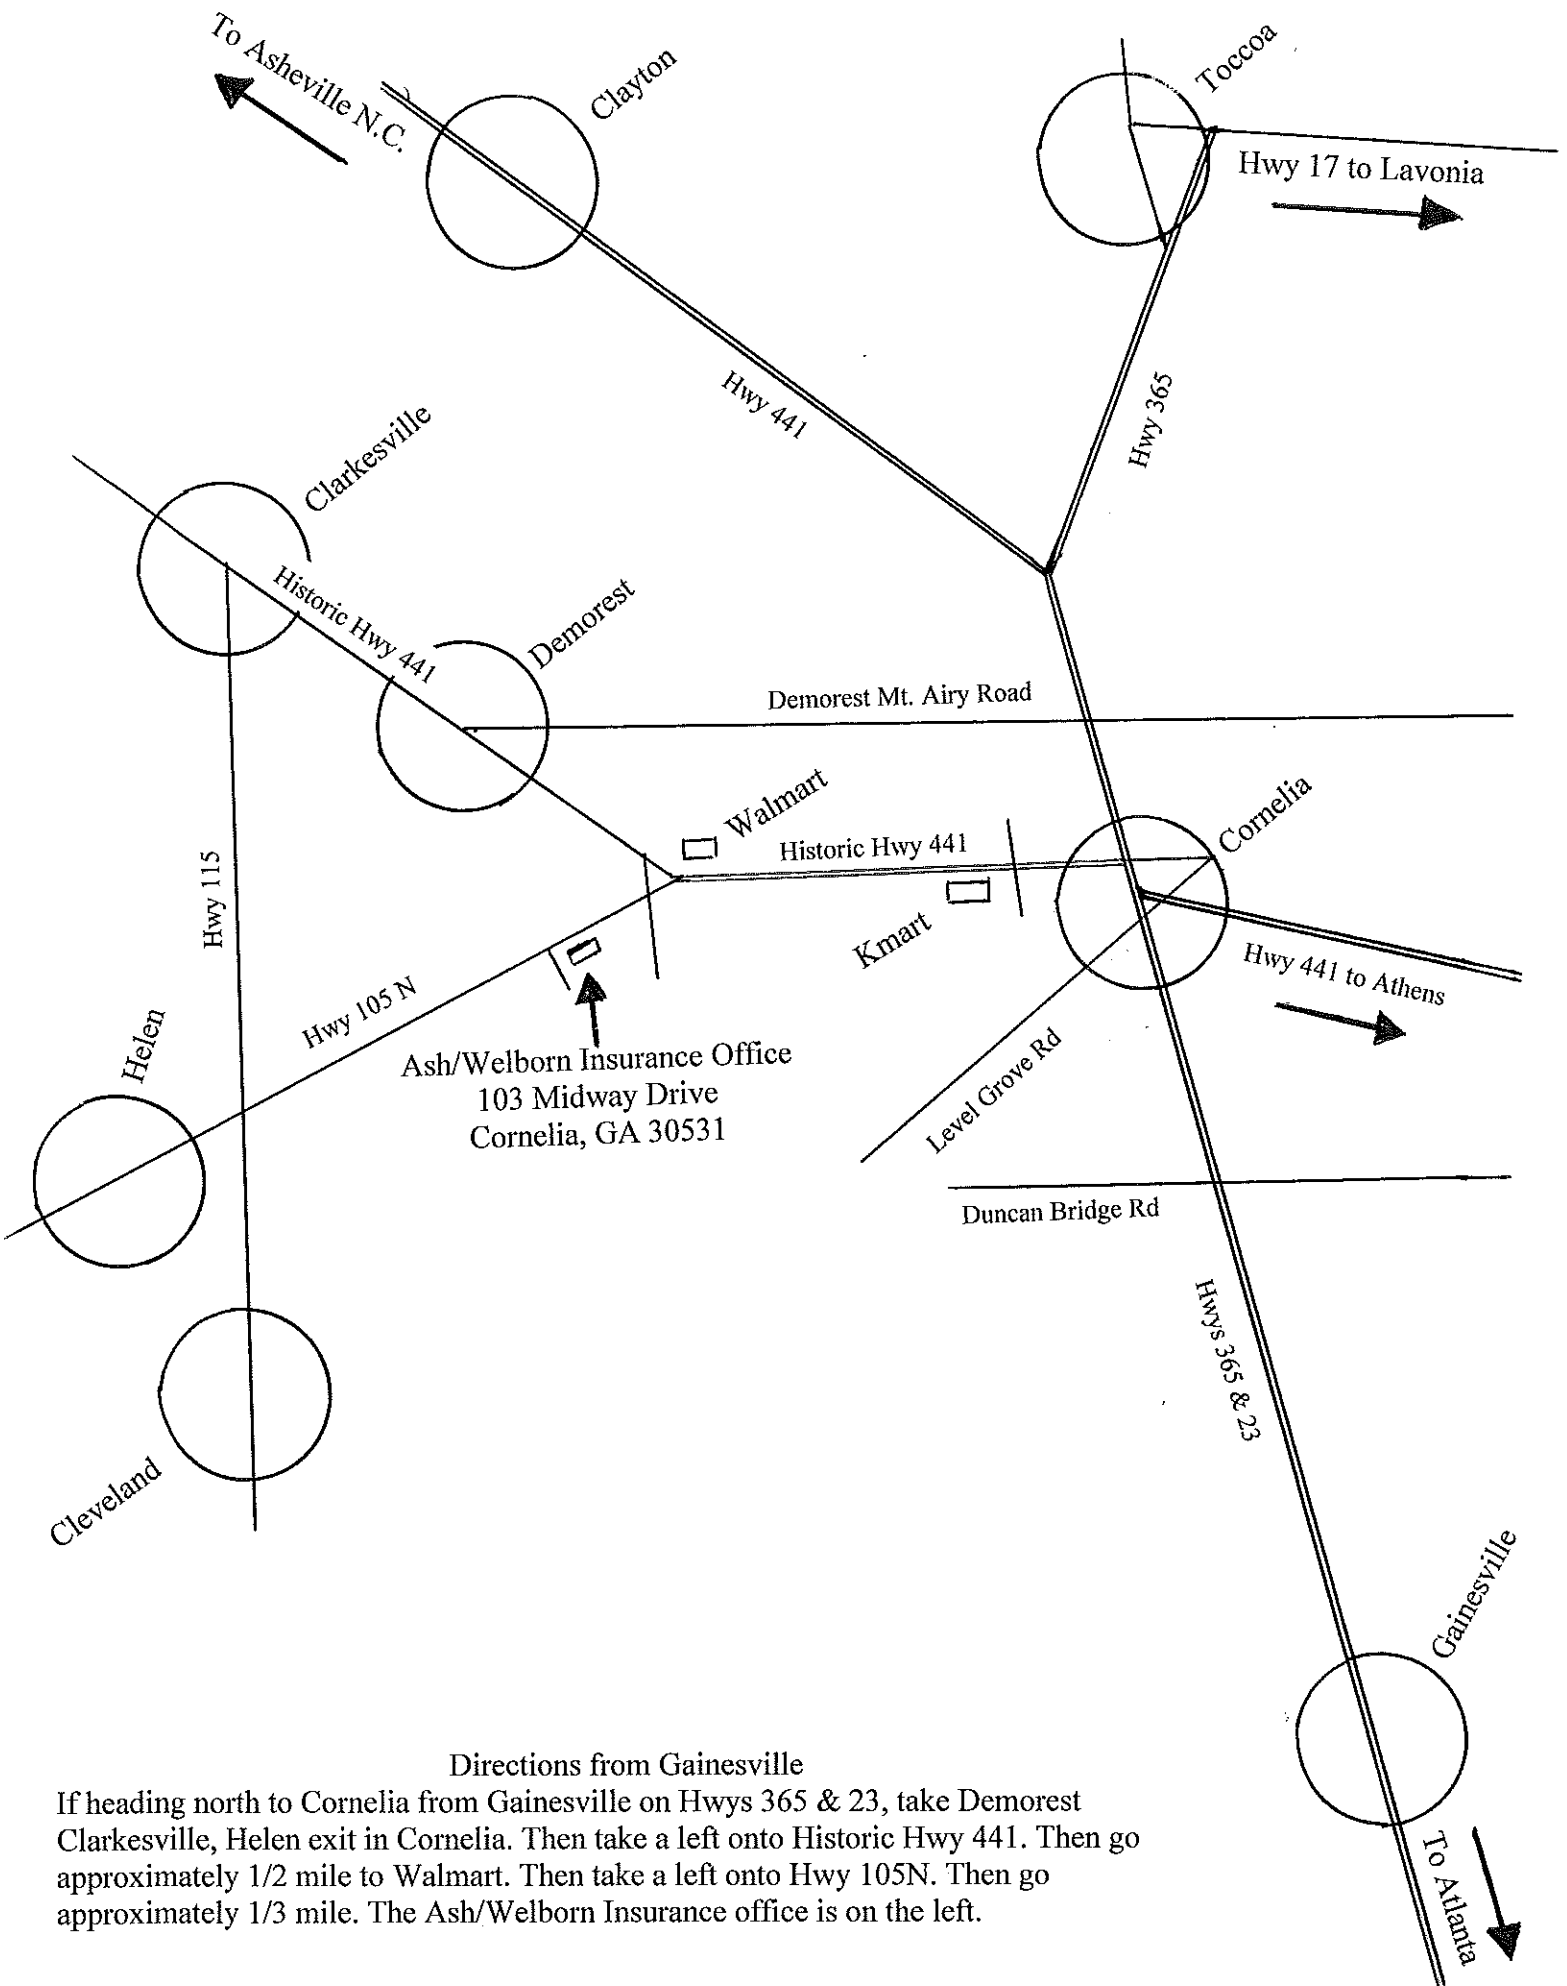 To Asheville N.C.
Clayton
Toccoa
Hwy 17 to Lavonia
Hwy 441
Hwy 365
Clarkesville
Historic Hwy 441
Demorest
Demorest Mt. Airy Road
Walmart
Historic Hwy 441
Cornelia
Kmart
Hwy 115
Hwy 441 to Athens
Hwy 105 N
Helen
Ash/Welborn Insurance Office
103 Midway Drive
Cornelia, GA 30531
Level Grove Rd
Duncan Bridge Rd
Hwys 365 & 23
Cleveland
Gainesville
To Atlanta
Directions from Gainesville
If heading north to Cornelia from Gainesville on Hwys 365 & 23, take Demorest
Clarkesville, Helen exit in Cornelia. Then take a left onto Historic Hwy 441. Then go
approximately 1/2 mile to Walmart. Then take a left onto Hwy 105N. Then go
approximately 1/3 mile. The Ash/Welborn Insurance office is on the left.